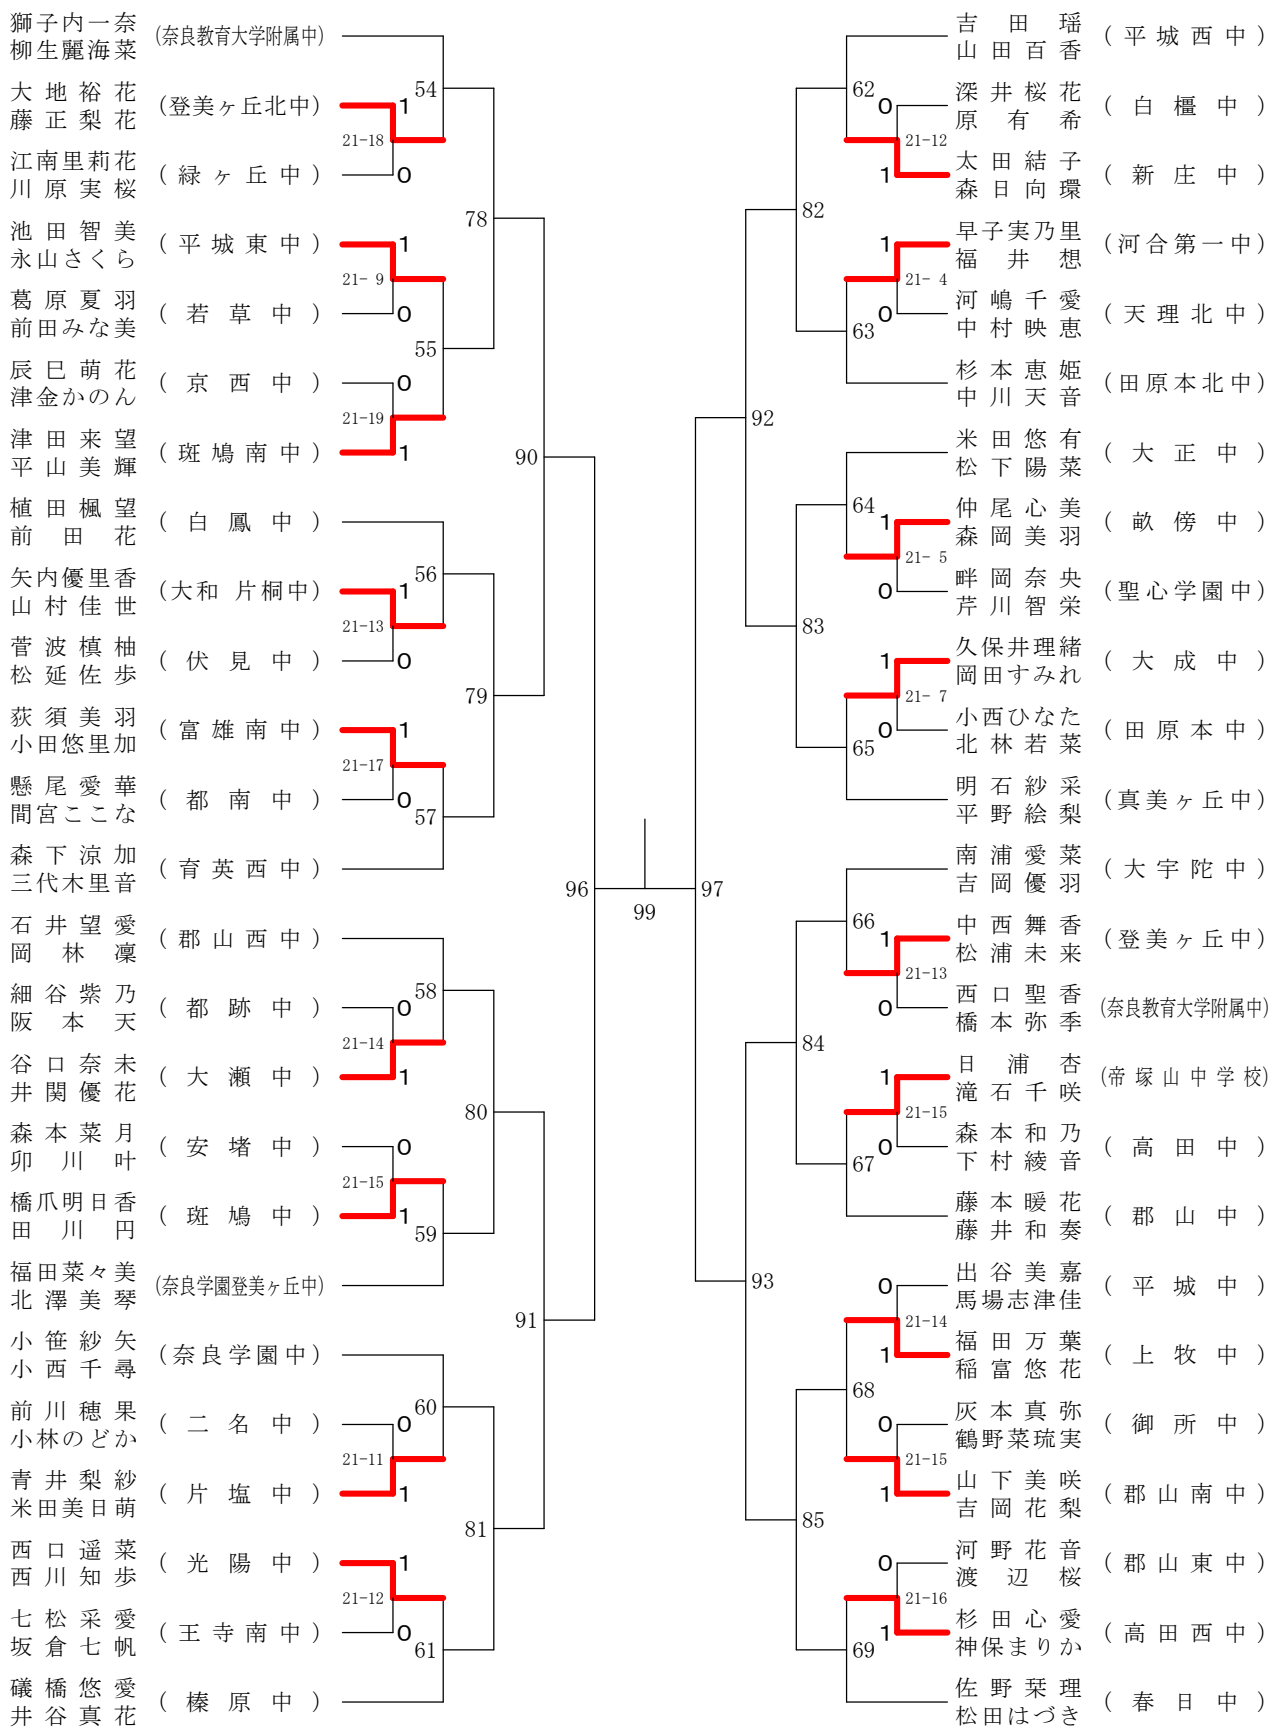 獅子内一奈
柳生麗海菜
(奈良教育大学附属中)
大地裕花
藤正梨花
(登美ヶ丘北中)
1
54
21-18
江南里莉花
川原実桜
(緑ヶ丘中)
0
78
池田智美
永山さくら
(平城東中)
1
21- 9
葛原夏羽
前田みな美
(若草中)
0
55
辰巳萌花
津金かのん
(京西中)
0
21-19
津田来望
平山美輝
(斑鳩南中)
1
90
植田楓望
前田花
(白鳳中)
56
矢内優里香
山村佳世
(大和 片桐中)
1
21-13
菅波槙柚
松延佐歩
(伏見中)
0
79
荻須美羽
小田悠里加
(富雄南中)
1
21-17
懸尾愛華
間宮ここな
(都南中)
0
57
森下涼加
三代木里音
(育英西中)
96
石井望愛
岡林凜
(郡山西中)
58
細谷紫乃
阪本天
(都跡中)
0
21-14
谷口奈未
井関優花
(大瀬中)
1
80
森本菜月
卯川叶
(安堵中)
0
21-15
橋爪明日香
田川円
(斑鳩中)
1
59
福田菜々美
北澤美琴
(奈良学園登美ヶ丘中)
91
小笹紗矢
小西千尋
(奈良学園中)
60
前川穂果
小林のどか
(二名中)
0
21-11
青井梨紗
米田美日萌
(片塩中)
1
81
西口遥菜
西川知歩
(光陽中)
1
21-12
七松采愛
坂倉七帆
(王寺南中)
0
61
礒橋悠愛
井谷真花
(榛原中)
99
吉田瑶
山田百香
(平城西中)
62
深井桜花
原有希
(白橿中)
0
21-12
太田結子
森日向環
(新庄中)
1
82
早子実乃里
福井想
(河合第一中)
1
21- 4
河嶋千愛
中村映恵
(天理北中)
0
63
杉本恵姫
中川天音
(田原本北中)
92
米田悠有
松下陽菜
(大正中)
64
仲尾心美
森岡美羽
(畝傍中)
1
21- 5
畔岡奈央
芹川智栄
(聖心学園中)
0
83
久保井理緒
岡田すみれ
(大成中)
1
21- 7
小西ひなた
北林若菜
(田原本中)
0
65
明石紗采
平野絵梨
(真美ヶ丘中)
97
南浦愛菜
吉岡優羽
(大宇陀中)
66
中西舞香
松浦未来
(登美ヶ丘中)
1
21-13
西口聖香
橋本弥季
(奈良教育大学附属中)
0
84
日浦杏
滝石千咲
(帝塚山中学校)
1
21-15
森本和乃
下村綾音
(高田中)
0
67
藤本暖花
藤井和奏
(郡山中)
93
出谷美嘉
馬場志津佳
(平城中)
0
21-14
福田万葉
稲富悠花
(上牧中)
1
68
灰本真弥
鶴野菜琉実
(御所中)
0
21-15
山下美咲
吉岡花梨
(郡山南中)
1
85
河野花音
渡辺桜
(郡山東中)
0
21-16
杉田心愛
神保まりか
(高田西中)
1
69
佐野栞理
松田はづき
(春日中)